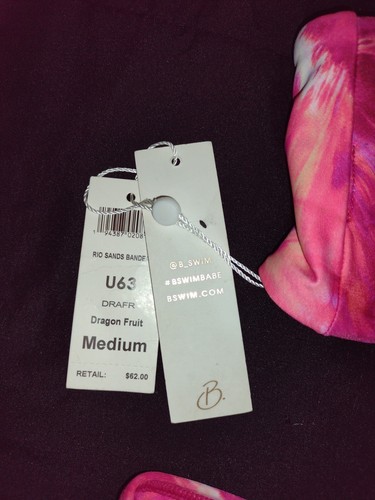 RIO SANDS BANDE
U63
DRAFR
Dragon Fruit
Medium
RETAIL: $62.00
@B_SWIM
#BSWIMBABE
BSWIM.COM
B.